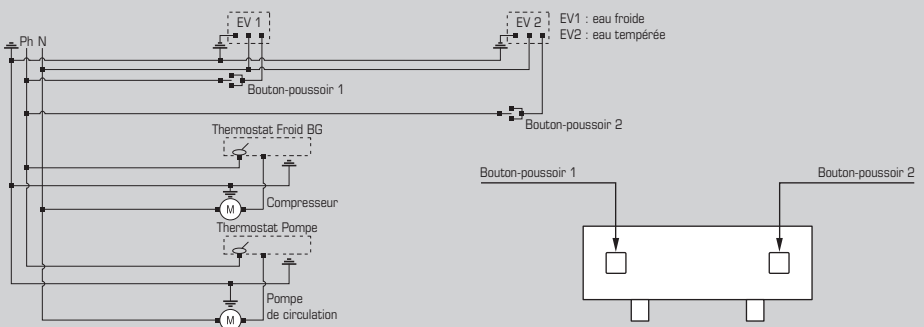 EV 1
EV 2
EV1 : eau froide
EV2 : eau tempérée
Ph N
Bouton-poussoir 1
Bouton-poussoir 2
Thermostat Froid BG
Bouton-poussoir 1
Bouton-poussoir 2
M
Compresseur
Thermostat Pompe
Pompe
de circulation
M